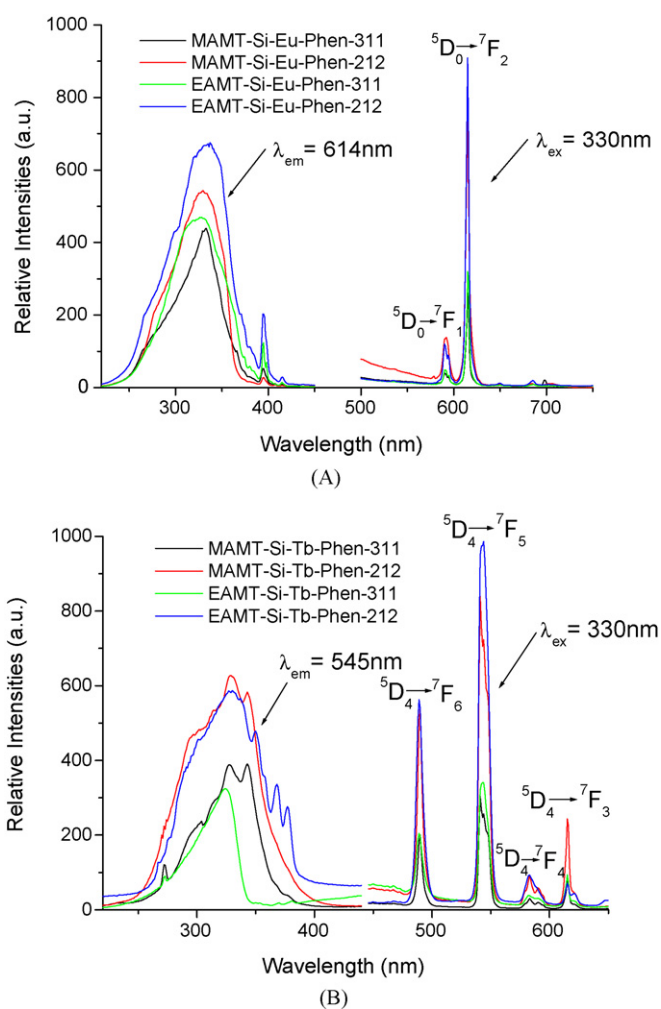 MAMT-Si-Eu-Phen-311
MAMT-Si-Eu-Phen-212
EAMT-Si-Eu-Phen-311
EAMT-Si-Eu-Phen-212
λem = 614nm
⁵D₀→⁷F₂
λex = 330nm
⁵D₀→⁷F₁
Relative Intensities (a.u.)
1000
800
600
400
200
0
300 400 500 600 700
Wavelength (nm)
(A)
MAMT-Si-Tb-Phen-311
MAMT-Si-Tb-Phen-212
EAMT-Si-Tb-Phen-311
EAMT-Si-Tb-Phen-212
λem = 545nm
⁵D₄→⁷F₅
λex = 330nm
⁵D₄→⁷F₆
⁵D₄→⁷F₃
⁵D₄→⁷F₄
Relative Intensities (a.u.)
1000
800
600
400
200
0
300 400 500 600
Wavelength (nm)
(B)